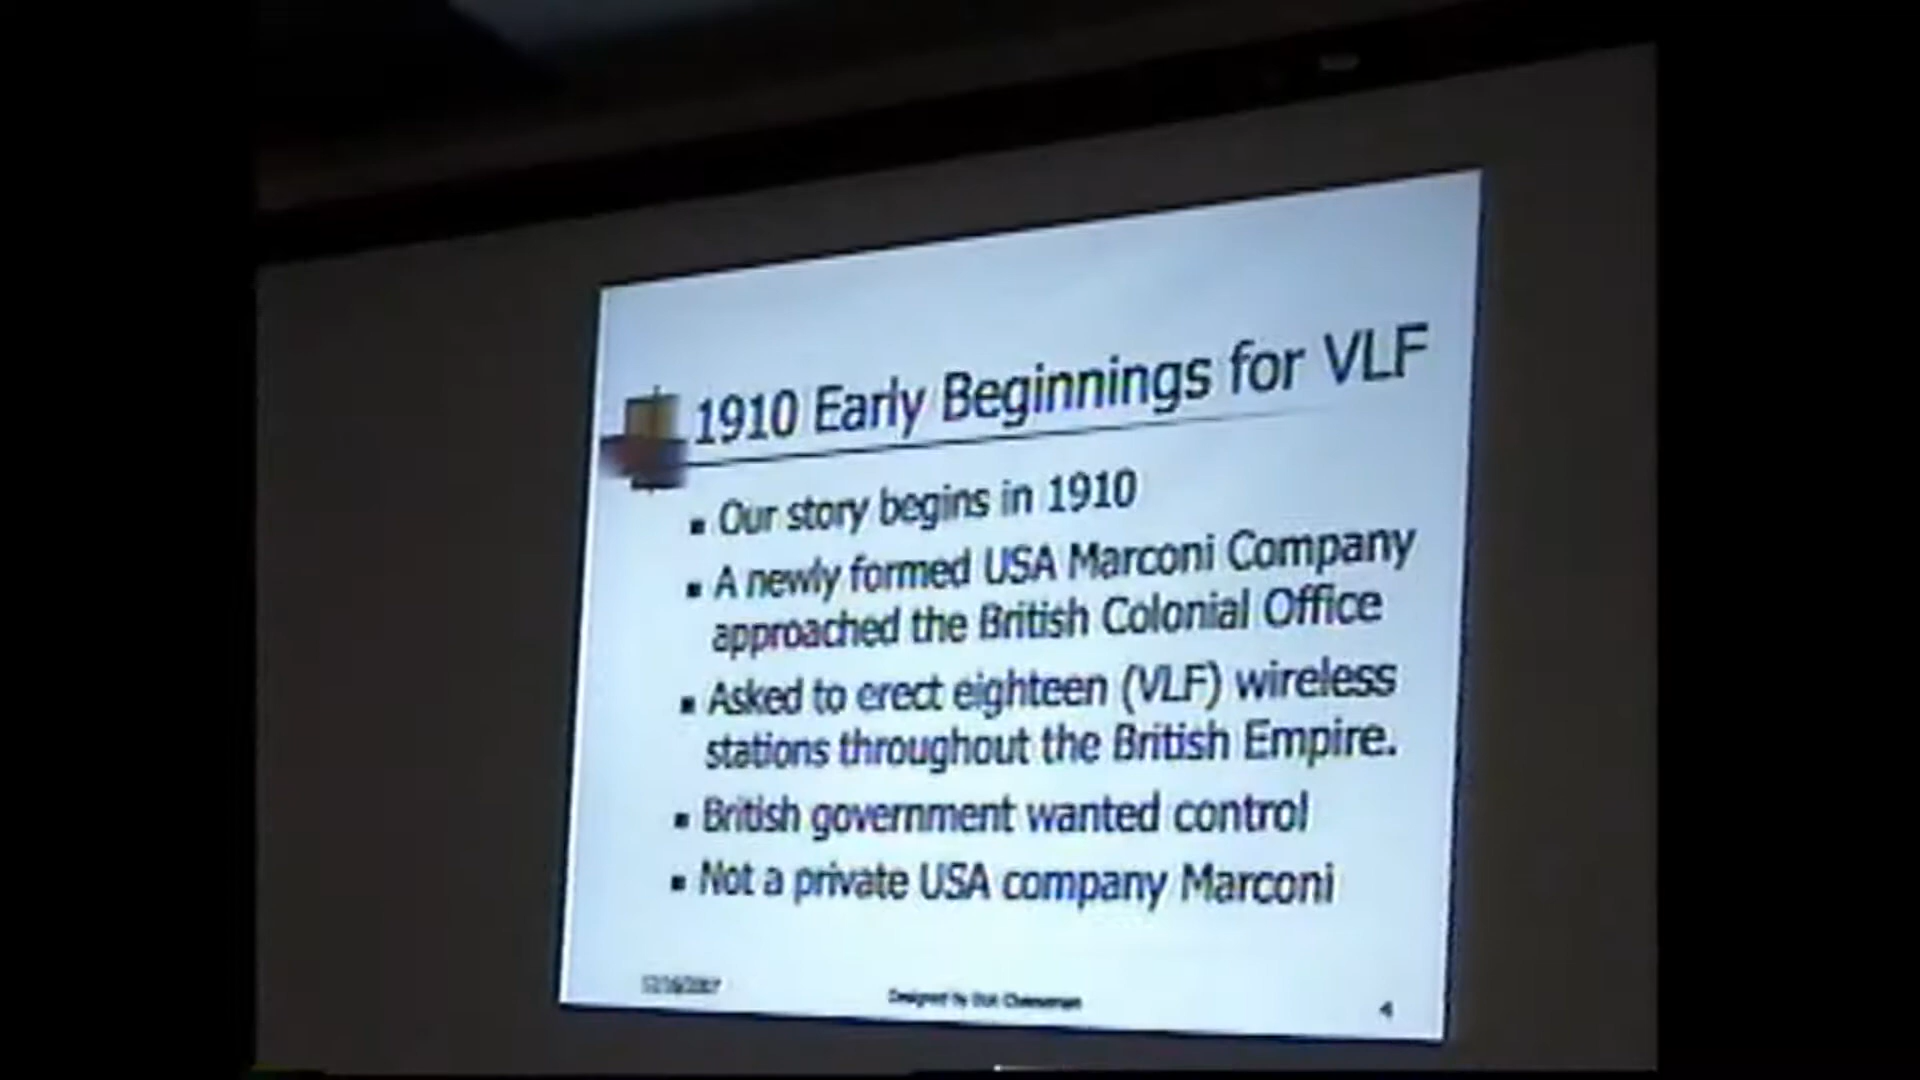 1910 Early Beginnings for VLF
▪ Our story begins in 1910
▪ A newly formed USA Marconi Company
approached the British Colonial Office
▪ Asked to erect eighteen (VLF) wireless
stations throughout the British Empire.
▪ British government wanted control
▪ Not a private USA company Marconi
Designed by
4